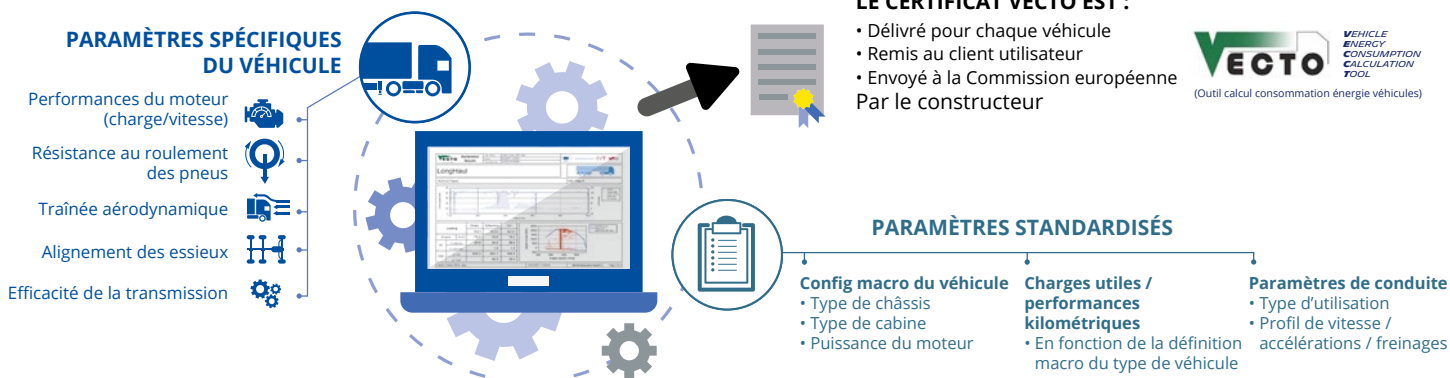 LE CERTIFICAT VECTO EST :
• Délivré pour chaque véhicule
• Remis au client utilisateur
• Envoyé à la Commission européenne
Par le constructeur
VECTO
VEHICLE
ENERGY
CONSUMPTION
CALCULATION
TOOL
(Outil calcul consommation énergie véhicules)
PARAMÈTRES SPÉCIFIQUES
DU VÉHICULE
Performances du moteur
(charge/vitesse)
Résistance au roulement
des pneus
Traînée aérodynamique
Alignement des essieux
Efficacité de la transmission
VECTO
LongHaul
PARAMÈTRES STANDARDISÉS
Config macro du véhicule
• Type de châssis
• Type de cabine
• Puissance du moteur
Charges utiles /
performances
kilométriques
• En fonction de la définition
macro du type de véhicule
Paramètres de conduite
• Type d’utilisation
• Profil de vitesse /
accélérations / freinages